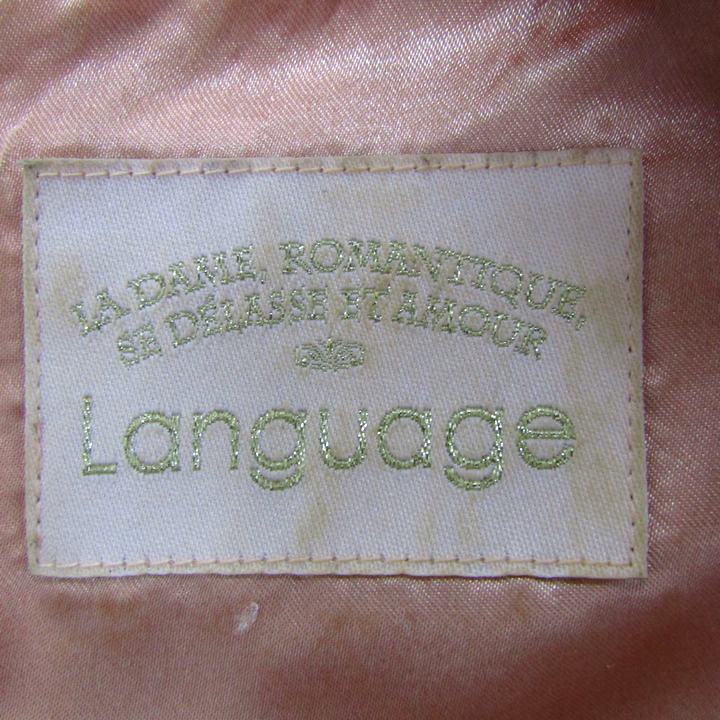 LA DAME, ROMANTIQUE,
SE DÉLASSE ET AMOUR
Language